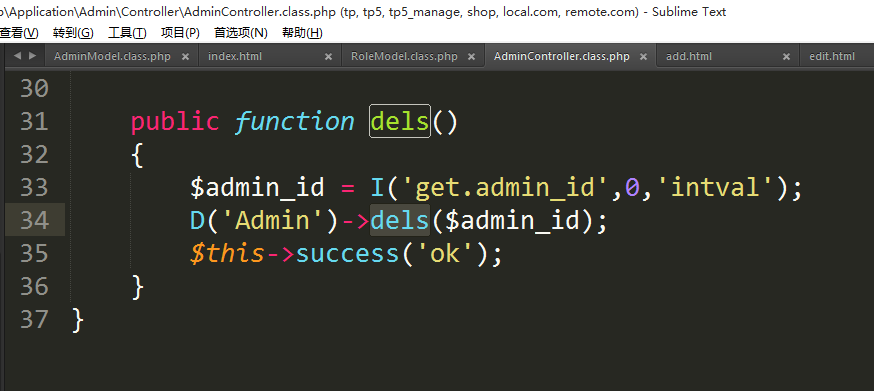 p\Application\Admin\Controller\AdminController.class.php (tp, tp5, tp5_manage, shop, local.com, remote.com) - Sublime Text
查看(V) 转到(G) 工具(T) 项目(P) 首选项(N) 帮助(H)
AdminModel.class.php × index.html × RoleModel.class.php × AdminController.class.php × add.html × edit.html
30
31 public function dels()
32 {
33 $admin_id = I('get.admin_id',0,'intval');
34 D('Admin')->dels($admin_id);
35 $this->success('ok');
36 }
37 }